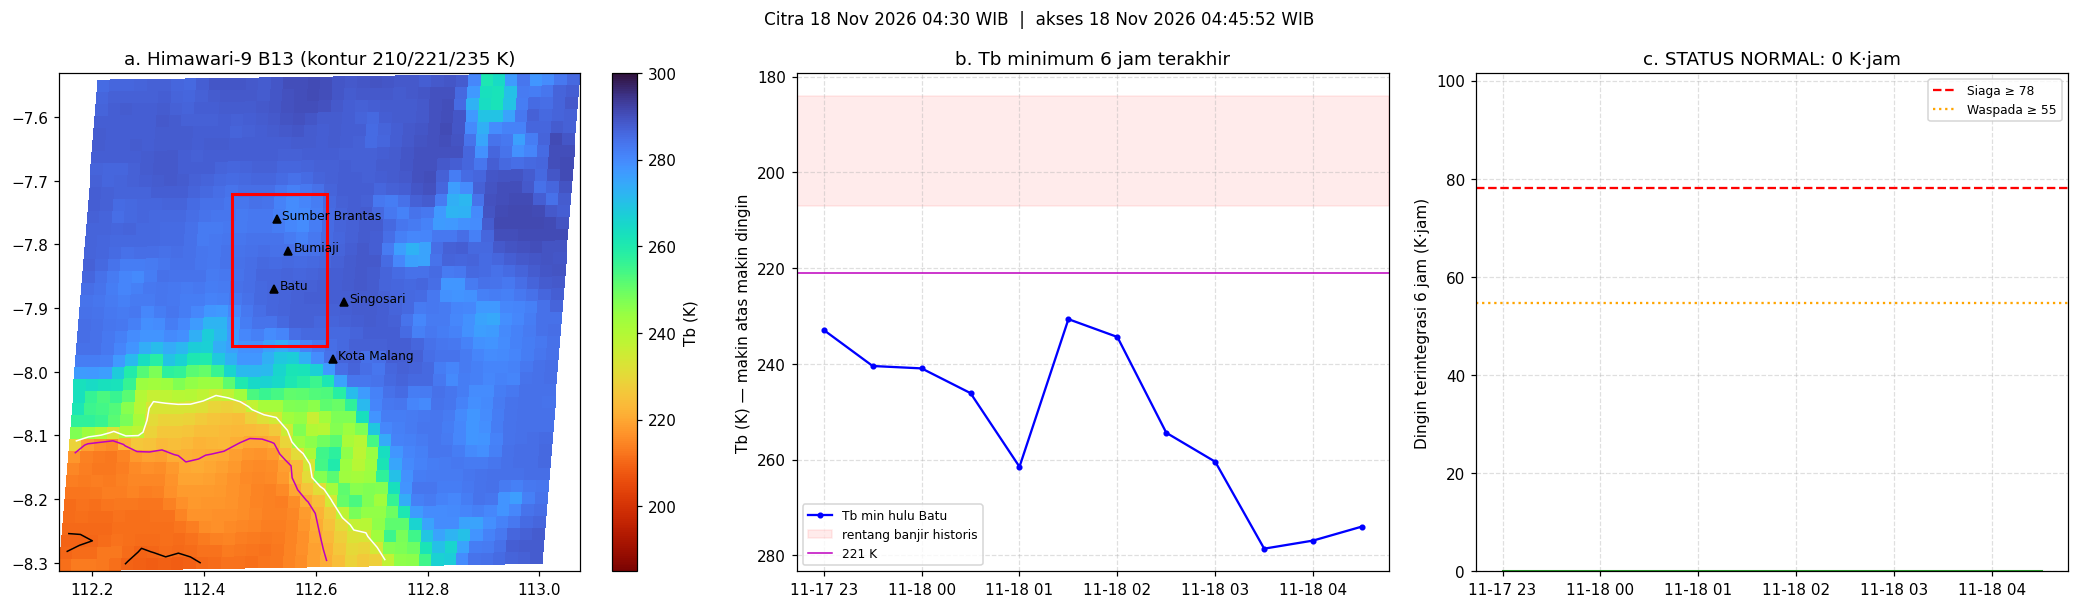 Citra 18 Nov 2026 04:30 WIB | akses 18 Nov 2026 04:45:52 WIB
a. Himawari-9 B13 (kontur 210/221/235 K)
−7.6
−7.7
−7.8
−7.9
−8.0
−8.1
−8.2
−8.3
112.2
112.4
112.6
112.8
113.0
Sumber Brantas
Bumiaji
Batu
Singosari
Kota Malang
300
280
260
240
220
200
Tb (K)
b. Tb minimum 6 jam terakhir
Tb (K) — makin atas makin dingin
180
200
220
240
260
280
Tb min hulu Batu
rentang banjir historis
221 K
11-17 23
11-18 00
11-18 01
11-18 02
11-18 03
11-18 04
c. STATUS NORMAL: 0 K·jam
Dingin terintegrasi 6 jam (K·jam)
100
80
60
40
20
0
Siaga ≥ 78
Waspada ≥ 55
11-17 23
11-18 00
11-18 01
11-18 02
11-18 03
11-18 04